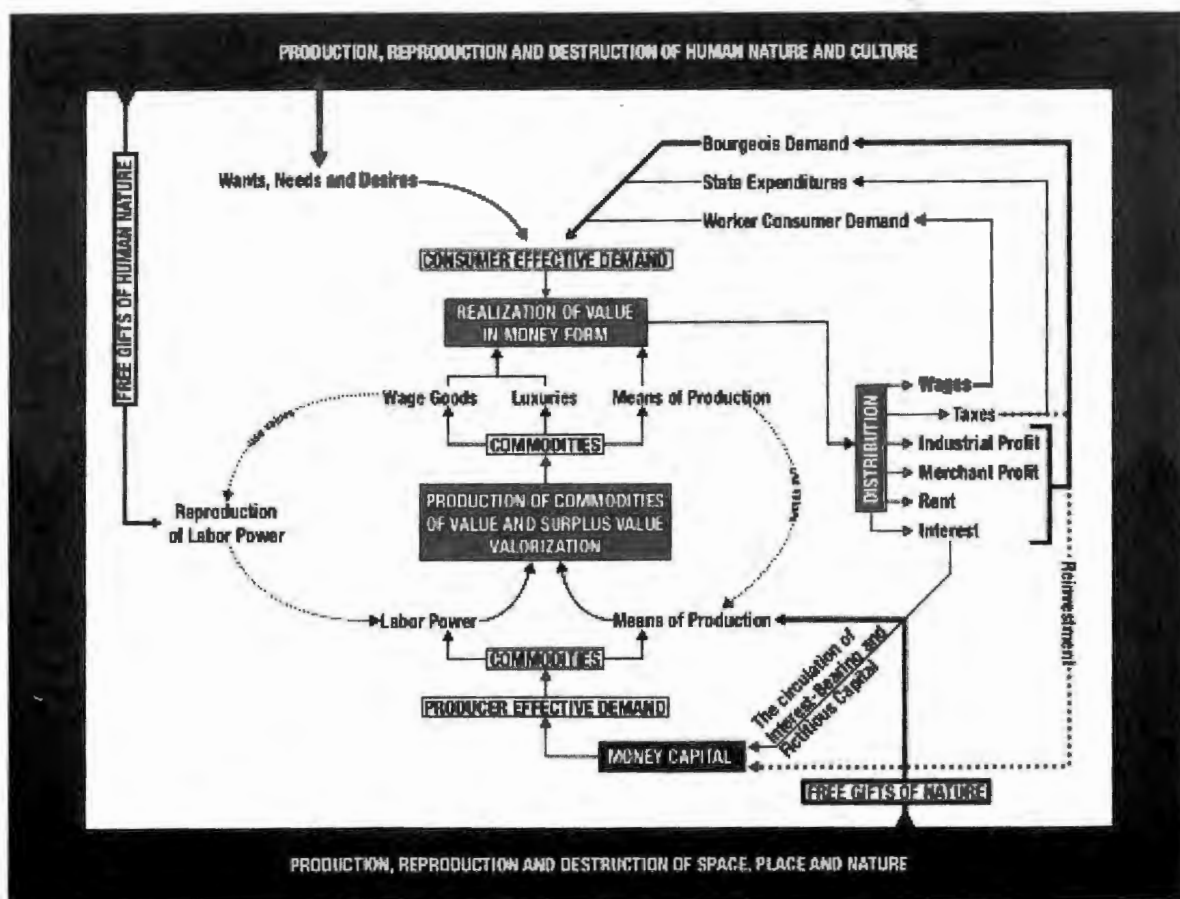 PRODUCTION, REPRODUCTION AND DESTRUCTION OF HUMAN NATURE AND CULTURE
FREE GIFTS OF HUMAN NATURE
Wants, Needs and Desires
Bourgeois Demand
State Expenditures
Worker Consumer Demand
CONSUMER EFFECTIVE DEMAND
REALIZATION OF VALUE
IN MONEY FORM
Wage Goods
Luxuries
Means of Production
COMMODITIES
use values
use values
DISTRIBUTION
Wages
Taxes
Industrial Profit
Merchant Profit
Rent
Interest
PRODUCTION OF COMMODITIES
OF VALUE AND SURPLUS VALUE
VALORIZATION
Reproduction
of Labor Power
Labor Power
Means of Production
COMMODITIES
PRODUCER EFFECTIVE DEMAND
MONEY CAPITAL
The circulation of
Interest-Bearing and
Fictitious Capital
Reinvestment
FREE GIFTS OF NATURE
PRODUCTION, REPRODUCTION AND DESTRUCTION OF SPACE, PLACE AND NATURE